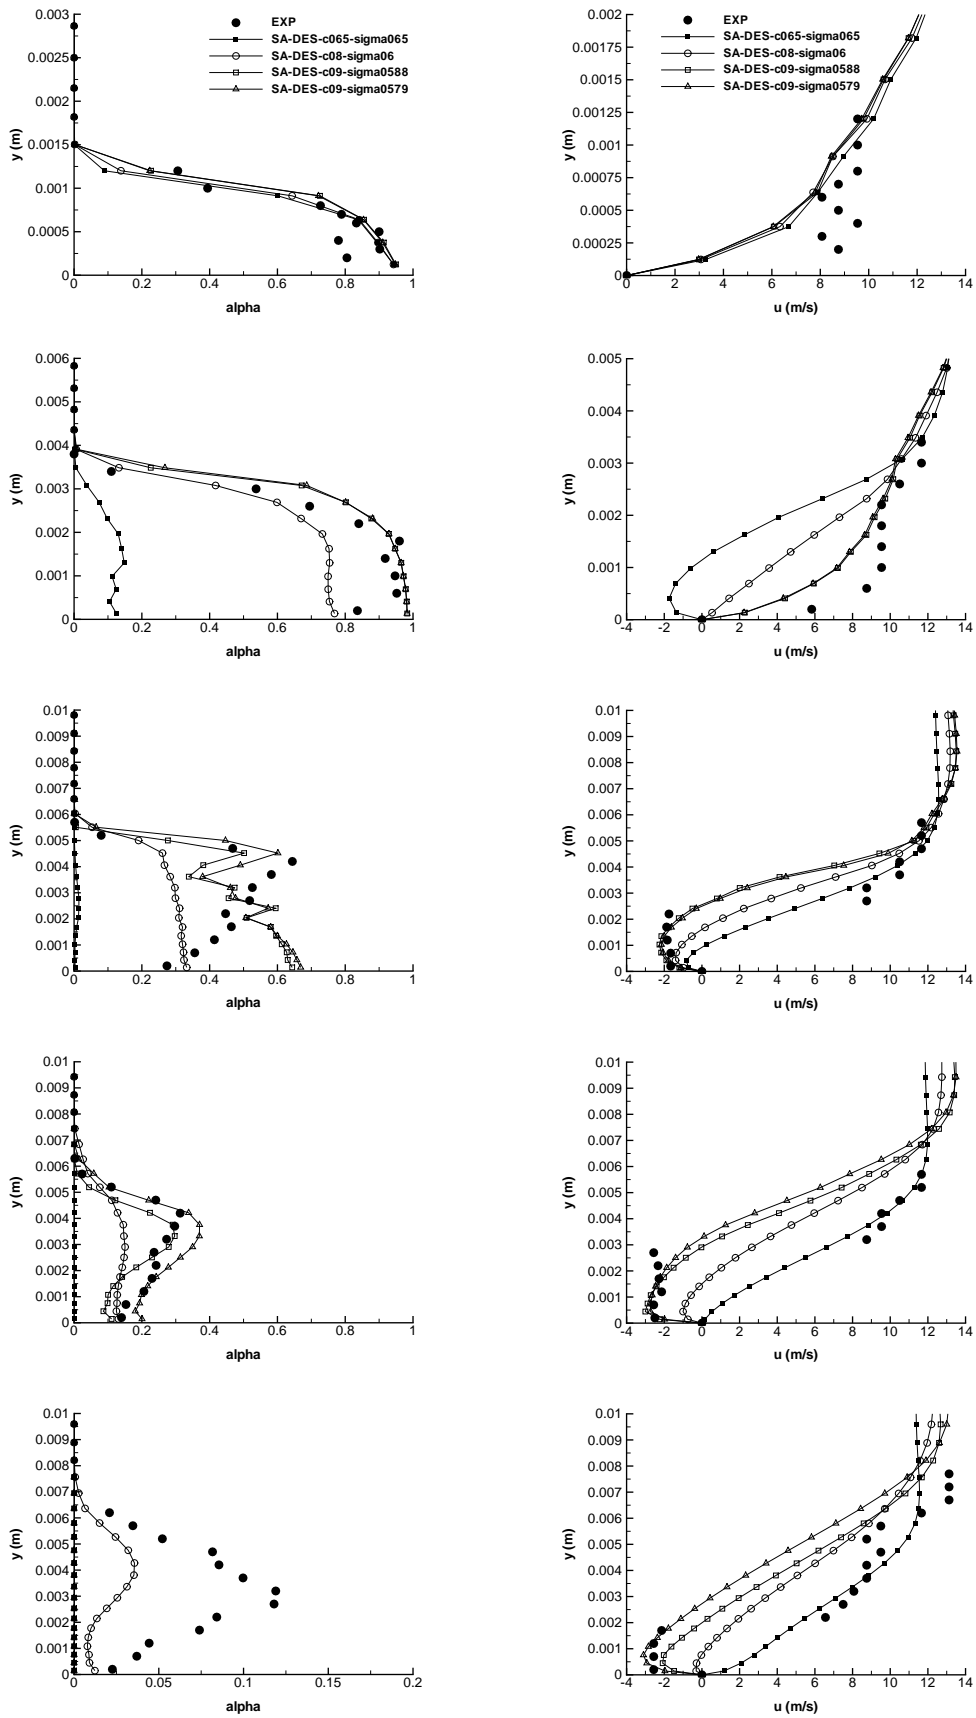 EXP
SA-DES-c065-sigma065
SA-DES-c08-sigma06
SA-DES-c09-sigma0588
SA-DES-c09-sigma0579
y (m)
0.003
0.0025
0.002
0.0015
0.001
0.0005
0
0 0.2 0.4 0.6 0.8 1
alpha
EXP
SA-DES-c065-sigma065
SA-DES-c08-sigma06
SA-DES-c09-sigma0588
SA-DES-c09-sigma0579
y (m)
0.002
0.00175
0.0015
0.00125
0.001
0.00075
0.0005
0.00025
0
0 2 4 6 8 10 12 14
u (m/s)
y (m)
0.006
0.005
0.004
0.003
0.002
0.001
0
0 0.2 0.4 0.6 0.8 1
alpha
y (m)
0.005
0.004
0.003
0.002
0.001
0
-4 -2 0 2 4 6 8 10 12 14
u (m/s)
y (m)
0.01
0.009
0.008
0.007
0.006
0.005
0.004
0.003
0.002
0.001
0
0 0.2 0.4 0.6 0.8 1
alpha
y (m)
0.01
0.009
0.008
0.007
0.006
0.005
0.004
0.003
0.002
0.001
0
-4 -2 0 2 4 6 8 10 12 14
u (m/s)
y (m)
0.01
0.009
0.008
0.007
0.006
0.005
0.004
0.003
0.002
0.001
0
0 0.2 0.4 0.6 0.8 1
alpha
y (m)
0.01
0.009
0.008
0.007
0.006
0.005
0.004
0.003
0.002
0.001
0
-4 -2 0 2 4 6 8 10 12 14
u (m/s)
y (m)
0.01
0.009
0.008
0.007
0.006
0.005
0.004
0.003
0.002
0.001
0
0 0.05 0.1 0.15 0.2
alpha
y (m)
0.01
0.009
0.008
0.007
0.006
0.005
0.004
0.003
0.002
0.001
0
-4 -2 0 2 4 6 8 10 12 14
u (m/s)